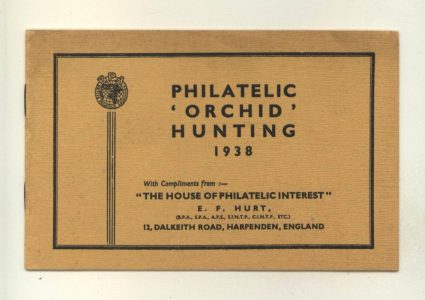 PHILATELIC
'ORCHID'
HUNTING
1938
With Compliments from :—
"THE HOUSE OF PHILATELIC INTEREST"
E. F. HURT,
(B.P.A., S.P.A., A.P.S., S.I.N.T.P., C.I.N.T.P., ETC.)
12, DALKEITH ROAD, HARPENDEN, ENGLAND